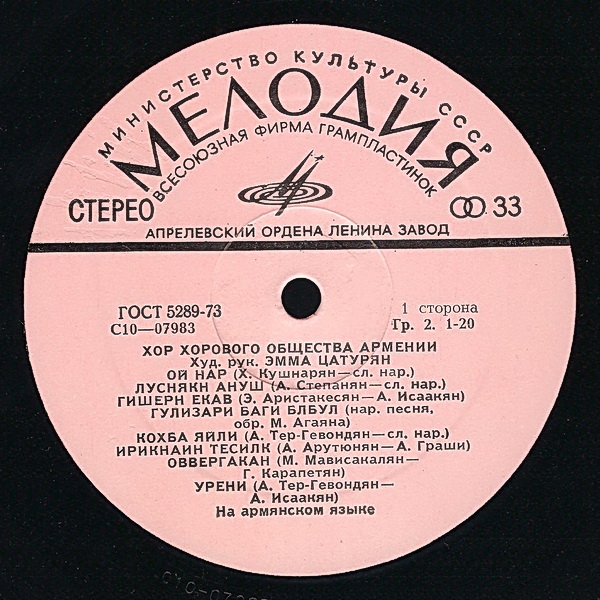 МИНИСТЕРСТВО КУЛЬТУРЫ СССР
МЕЛОДИЯ
ВСЕСОЮЗНАЯ ФИРМА ГРАМПЛАСТИНОК
СТЕРЕО
33
АПРЕЛЕВСКИЙ ОРДЕНА ЛЕНИНА ЗАВОД
ГОСТ 5289-73
С10—07983
1 сторона
Гр. 2. 1-20
ХОР ХОРОВОГО ОБЩЕСТВА АРМЕНИИ
Худ. рук. ЭММА ЦАТУРЯН
ОЙ НАР (Х. Кушнарян—сл. нар.)
ЛУСНЯКН АНУШ (А. Степанян—сл. нар.)
ГИШЕРН ЕКАВ (Э. Аристакесян—А. Исаакян)
ГУЛИЗАРИ БАГИ БЛБУЛ (нар. песня,
обр. М. Агаяна)
КОХБА ЯЙЛИ (А. Тер-Гевондян—сл. нар.)
ИРИКНАИН ТЕСИЛК (А. Арутюнян—А. Граши)
ОВВЕРГАКАН (М. Мависакалян—
Г. Карапетян)
УРЕНИ (А. Тер-Гевондян—
А. Исаакян)
На армянском языке